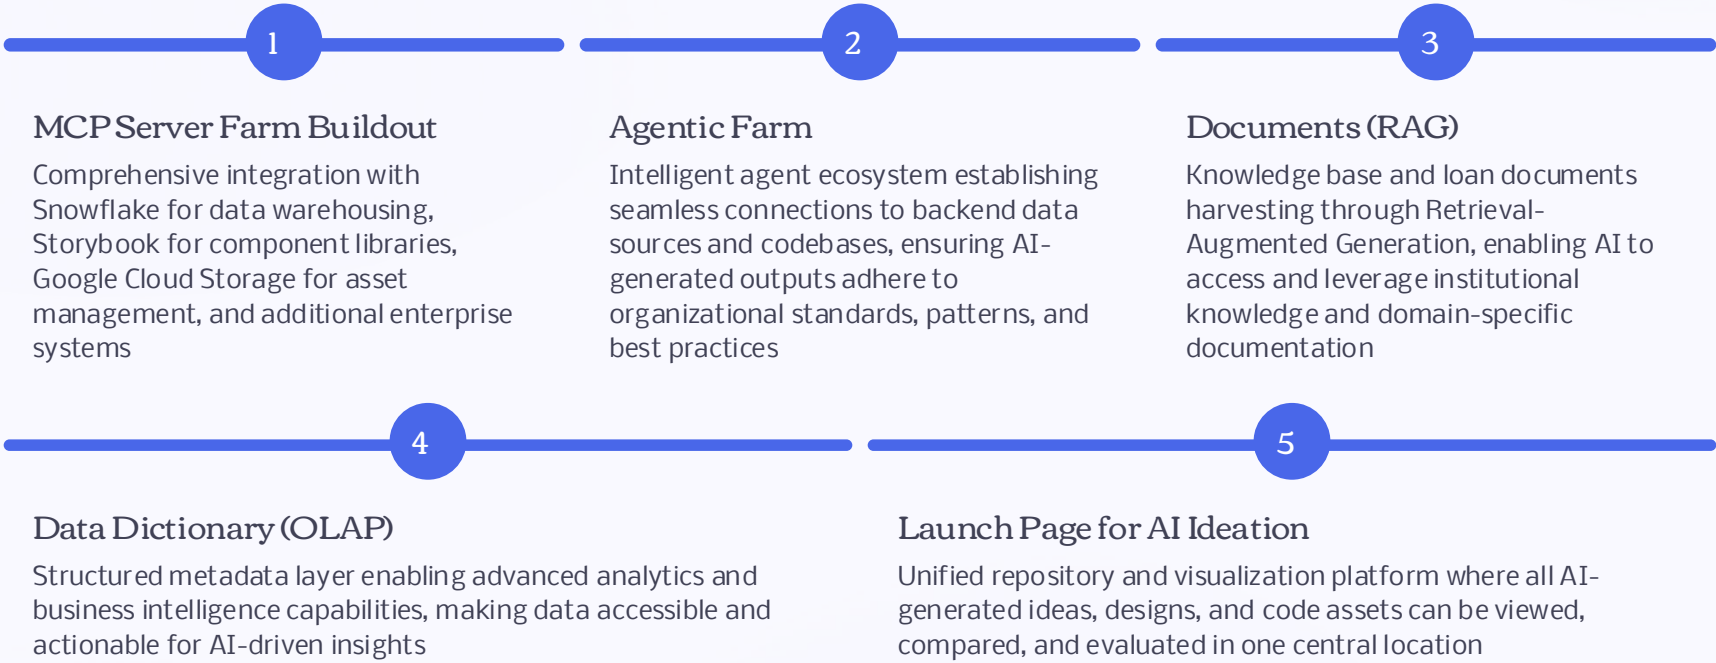 1
2
3
MCP Server Farm Buildout
Comprehensive integration with
Snowflake for data warehousing,
Storybook for component libraries,
Google Cloud Storage for asset
management, and additional enterprise
systems
Agentic Farm
Intelligent agent ecosystem establishing
seamless connections to backend data
sources and codebases, ensuring AI-
generated outputs adhere to
organizational standards, patterns, and
best practices
Documents (RAG)
Knowledge base and loan documents
harvesting through Retrieval-
Augmented Generation, enabling AI to
access and leverage institutional
knowledge and domain-specific
documentation
4
5
Data Dictionary (OLAP)
Structured metadata layer enabling advanced analytics and
business intelligence capabilities, making data accessible and
actionable for AI-driven insights
Launch Page for AI Ideation
Unified repository and visualization platform where all AI-
generated ideas, designs, and code assets can be viewed,
compared, and evaluated in one central location